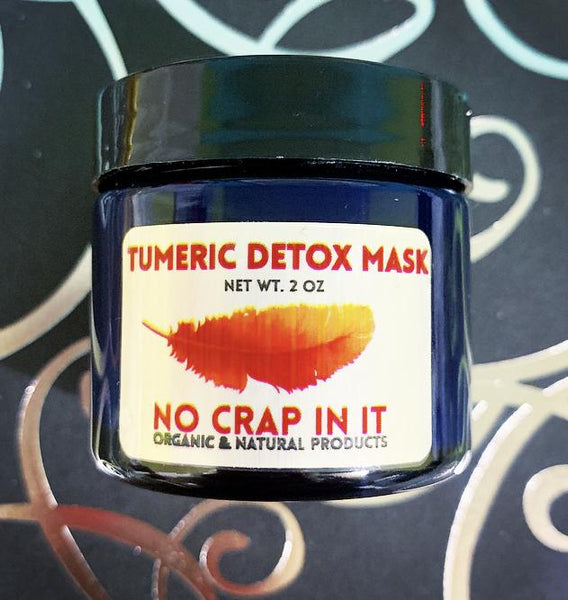 TUMERIC DETOX MASK
NET WT. 2 OZ
NO CRAP IN IT
ORGANIC & NATURAL PRODUCTS